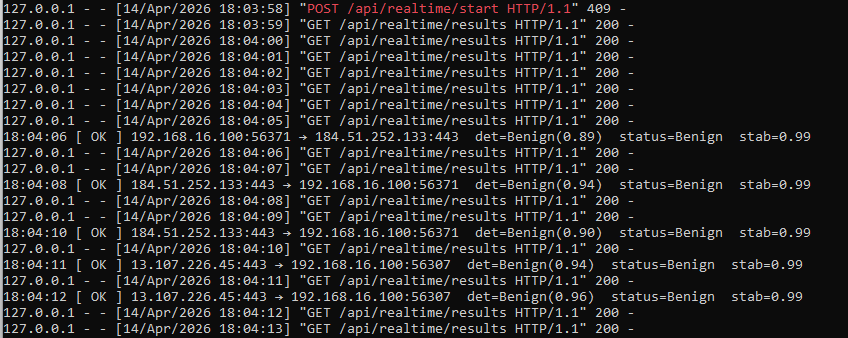 127.0.0.1 - - [14/Apr/2026 18:03:58] "POST /api/realtime/start HTTP/1.1" 409 -
127.0.0.1 - - [14/Apr/2026 18:03:59] "GET /api/realtime/results HTTP/1.1" 200 -
127.0.0.1 - - [14/Apr/2026 18:04:00] "GET /api/realtime/results HTTP/1.1" 200 -
127.0.0.1 - - [14/Apr/2026 18:04:01] "GET /api/realtime/results HTTP/1.1" 200 -
127.0.0.1 - - [14/Apr/2026 18:04:02] "GET /api/realtime/results HTTP/1.1" 200 -
127.0.0.1 - - [14/Apr/2026 18:04:03] "GET /api/realtime/results HTTP/1.1" 200 -
127.0.0.1 - - [14/Apr/2026 18:04:04] "GET /api/realtime/results HTTP/1.1" 200 -
127.0.0.1 - - [14/Apr/2026 18:04:05] "GET /api/realtime/results HTTP/1.1" 200 -
18:04:06 [ OK ] 192.168.16.100:56371 → 184.51.252.133:443  det=Benign(0.89)  status=Benign  stab=0.99
127.0.0.1 - - [14/Apr/2026 18:04:06] "GET /api/realtime/results HTTP/1.1" 200 -
127.0.0.1 - - [14/Apr/2026 18:04:07] "GET /api/realtime/results HTTP/1.1" 200 -
18:04:08 [ OK ] 184.51.252.133:443 → 192.168.16.100:56371  det=Benign(0.94)  status=Benign  stab=0.99
127.0.0.1 - - [14/Apr/2026 18:04:08] "GET /api/realtime/results HTTP/1.1" 200 -
127.0.0.1 - - [14/Apr/2026 18:04:09] "GET /api/realtime/results HTTP/1.1" 200 -
18:04:10 [ OK ] 184.51.252.133:443 → 192.168.16.100:56371  det=Benign(0.90)  status=Benign  stab=0.99
127.0.0.1 - - [14/Apr/2026 18:04:10] "GET /api/realtime/results HTTP/1.1" 200 -
18:04:11 [ OK ] 13.107.226.45:443 → 192.168.16.100:56307  det=Benign(0.94)  status=Benign  stab=0.99
127.0.0.1 - - [14/Apr/2026 18:04:11] "GET /api/realtime/results HTTP/1.1" 200 -
18:04:12 [ OK ] 13.107.226.45:443 → 192.168.16.100:56307  det=Benign(0.96)  status=Benign  stab=0.99
127.0.0.1 - - [14/Apr/2026 18:04:12] "GET /api/realtime/results HTTP/1.1" 200 -
127.0.0.1 - - [14/Apr/2026 18:04:13] "GET /api/realtime/results HTTP/1.1" 200 -